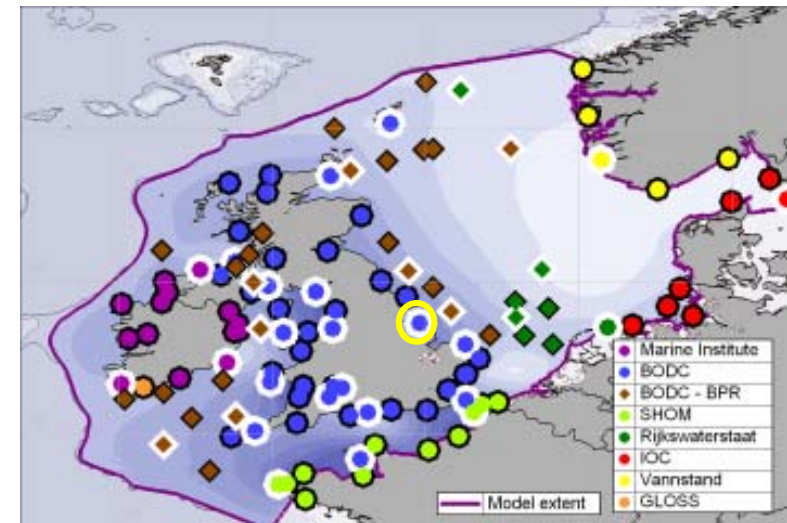 Marine Institute
BODC
BODC - BPR
SHOM
Rijkswaterstaat
IOC
Vannstand
GLOSS
Model extent